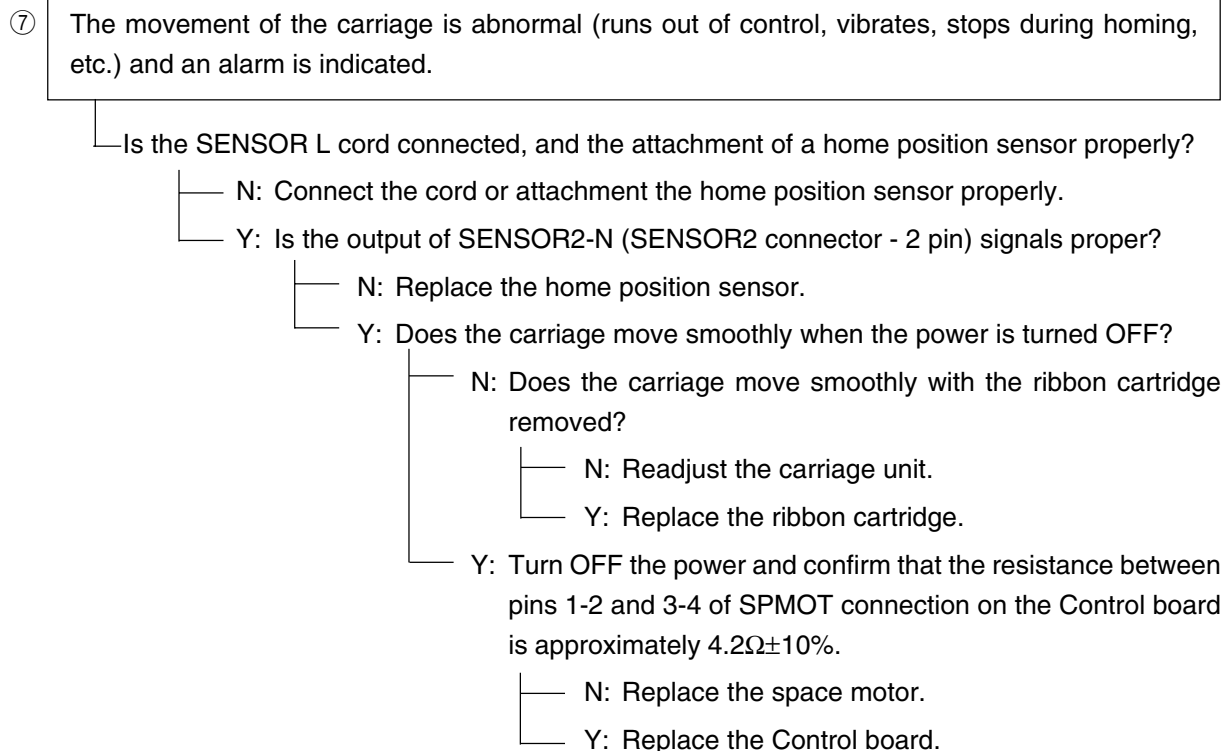 ⑦ The movement of the carriage is abnormal (runs out of control, vibrates, stops during homing,
etc.) and an alarm is indicated.
Is the SENSOR L cord connected, and the attachment of a home position sensor properly?
N: Connect the cord or attachment the home position sensor properly.
Y: Is the output of SENSOR2-N (SENSOR2 connector - 2 pin) signals proper?
N: Replace the home position sensor.
Y: Does the carriage move smoothly when the power is turned OFF?
N: Does the carriage move smoothly with the ribbon cartridge
removed?
N: Readjust the carriage unit.
Y: Replace the ribbon cartridge.
Y: Turn OFF the power and confirm that the resistance between
pins 1-2 and 3-4 of SPMOT connection on the Control board
is approximately 4.2Ω±10%.
N: Replace the space motor.
Y: Replace the Control board.